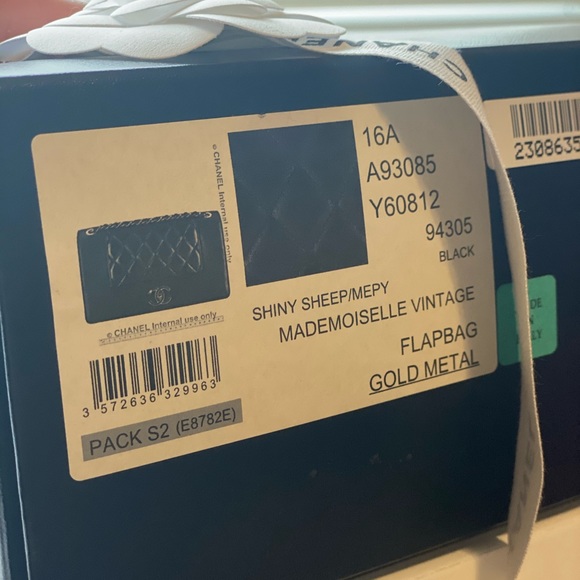 CHANEL
16A
A93085
Y60812
94305
BLACK
© CHANEL Internal use only
© CHANEL Internal use only
SHINY SHEEP/MEPY
MADEMOISELLE VINTAGE
FLAPBAG
GOLD METAL
3 572636 329963
PACK S2 (E8782E)
2308635